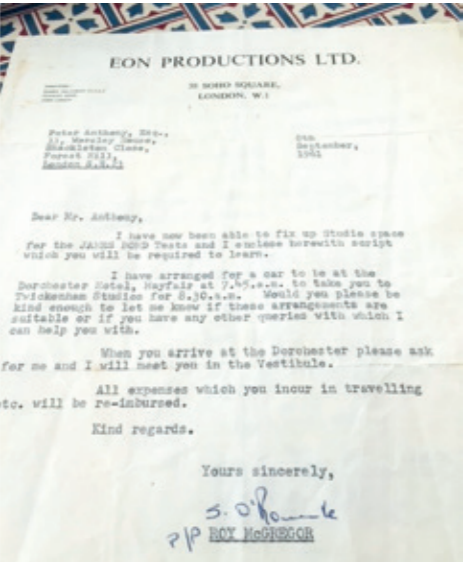 EON PRODUCTIONS LTD.
SOHO SQUARE,
LONDON, W.1
Peter Anthony, Esq.,
Close,
Forest Hill,
London S.E.23
September,
1961
Dear Mr. Anthony,
I have now been able to fix up Studio space
for the JAMES BOND Tests and I enclose herewith script
which you will be required to learn.
I have arranged for a car to be at the
Dorchester Hotel, Mayfair at 7.45.a.m. to take you to
Twickenham Studios for 8.30.a.m. Would you please be
kind enough to let me know if these arrangements are
suitable or if you have any other queries with which I
can help you with.
When you arrive at the Dorchester please ask
for me and I will meet you in the Vestibule.
All expenses which you incur in travelling
etc. will be re-imbursed.
Kind regards.
Yours sincerely,
S. O'Rourke
p/p ROY McGREGOR